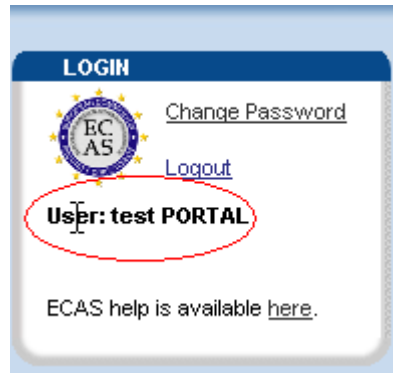 LOGIN
EC
AS
Change Password
Logout
User: test PORTAL
ECAS help is available here.